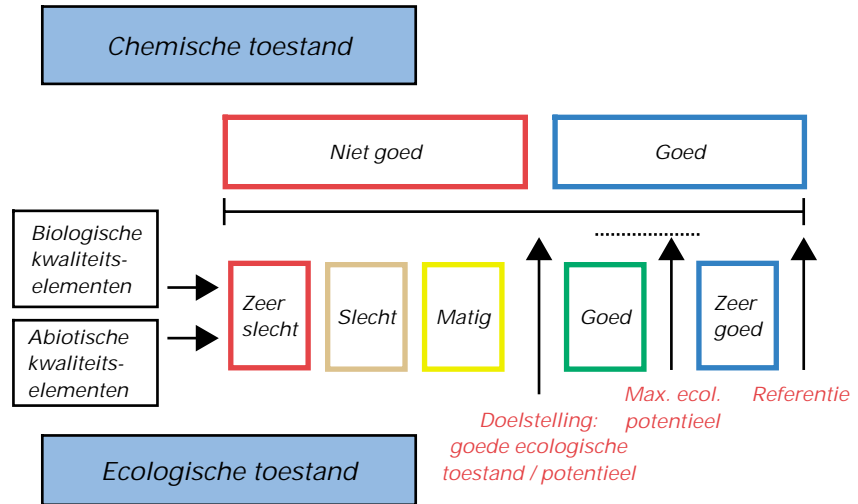 Chemische toestand
Niet goed
Goed
Biologische
kwaliteits-
elementen
Abiotische
kwaliteits-
elementen
Zeer
slecht
Slecht
Matig
Goed
Zeer
goed
Doelstelling:
goede ecologische
toestand / potentieel
Max. ecol.
potentieel
Referentie
Ecologische toestand